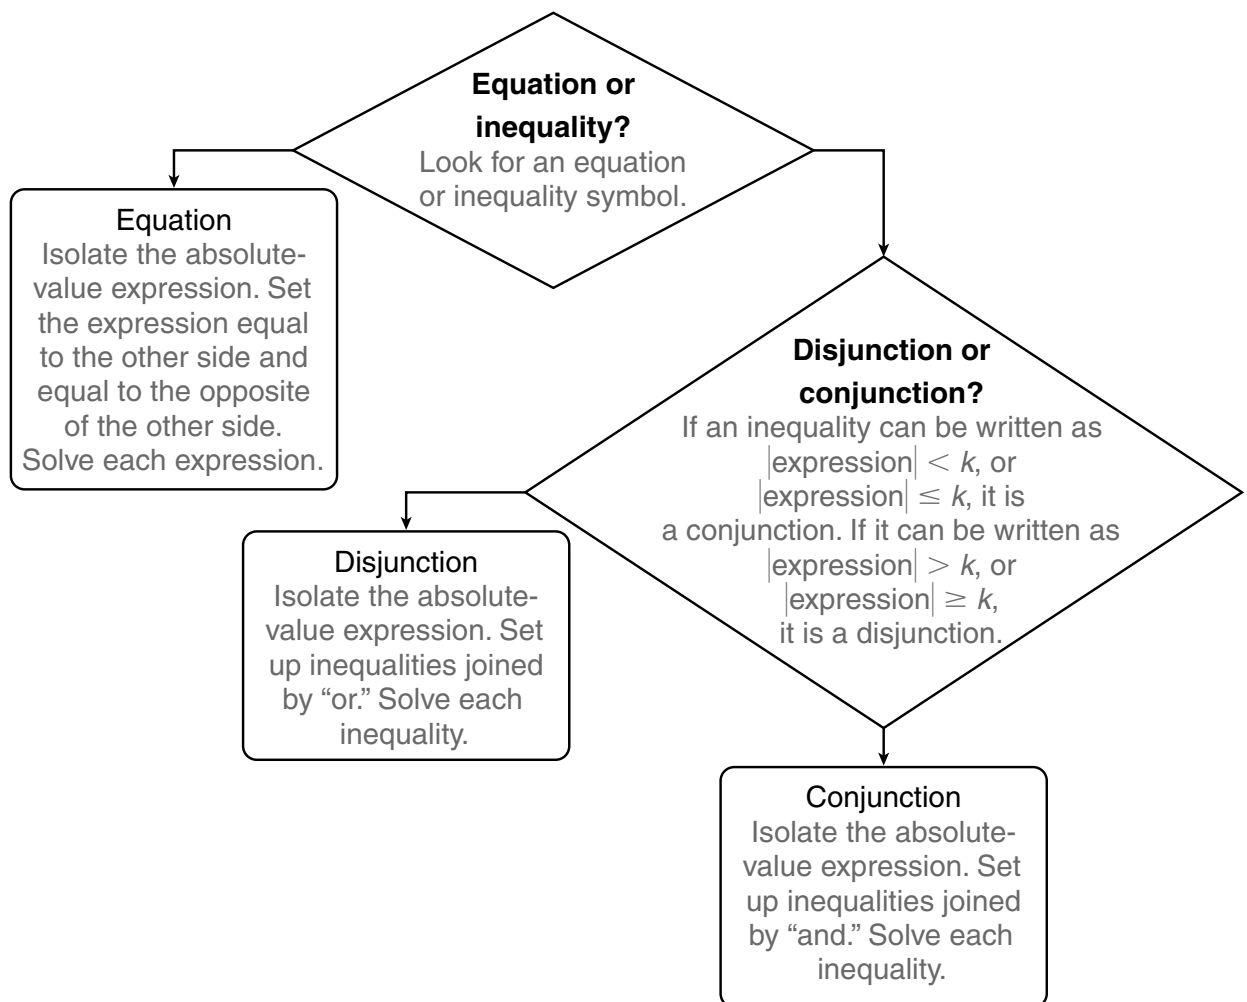 Equation or
inequality?
Look for an equation
or inequality symbol.
Equation
Isolate the absolute-
value expression. Set
the expression equal
to the other side and
equal to the opposite
of the other side.
Solve each expression.
Disjunction or
conjunction?
If an inequality can be written as
|expression| < k, or
|expression| ≤ k, it is
a conjunction. If it can be written as
|expression| > k, or
|expression| ≥ k,
it is a disjunction.
Disjunction
Isolate the absolute-
value expression. Set
up inequalities joined
by “or.” Solve each
inequality.
Conjunction
Isolate the absolute-
value expression. Set
up inequalities joined
by “and.” Solve each
inequality.